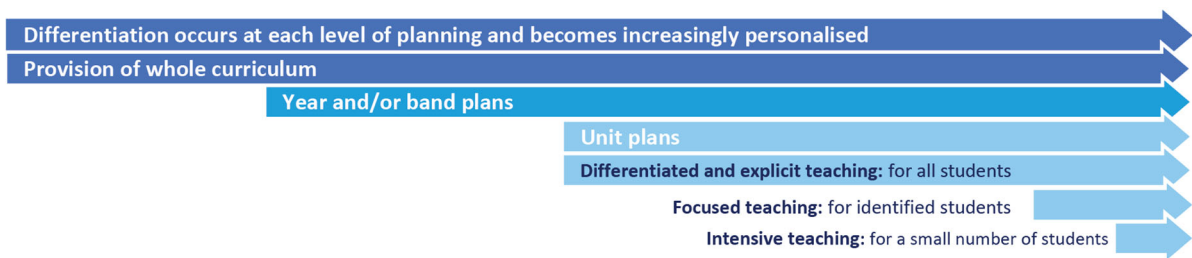 Differentiation occurs at each level of planning and becomes increasingly personalised
Provision of whole curriculum
Year and/or band plans
Unit plans
Differentiated and explicit teaching: for all students
Focused teaching: for identified students
Intensive teaching: for a small number of students